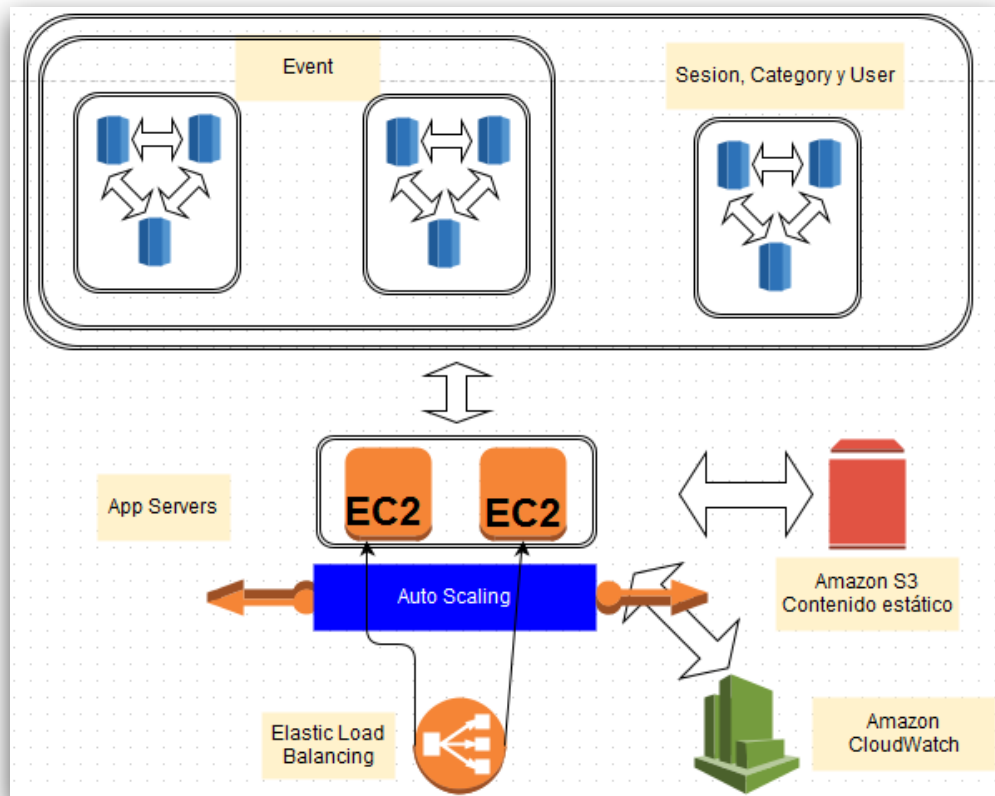 Event
Sesion, Category y User
EC2
EC2
App Servers
Auto Scaling
Amazon S3
Contenido estático
Elastic Load
Balancing
Amazon
CloudWatch